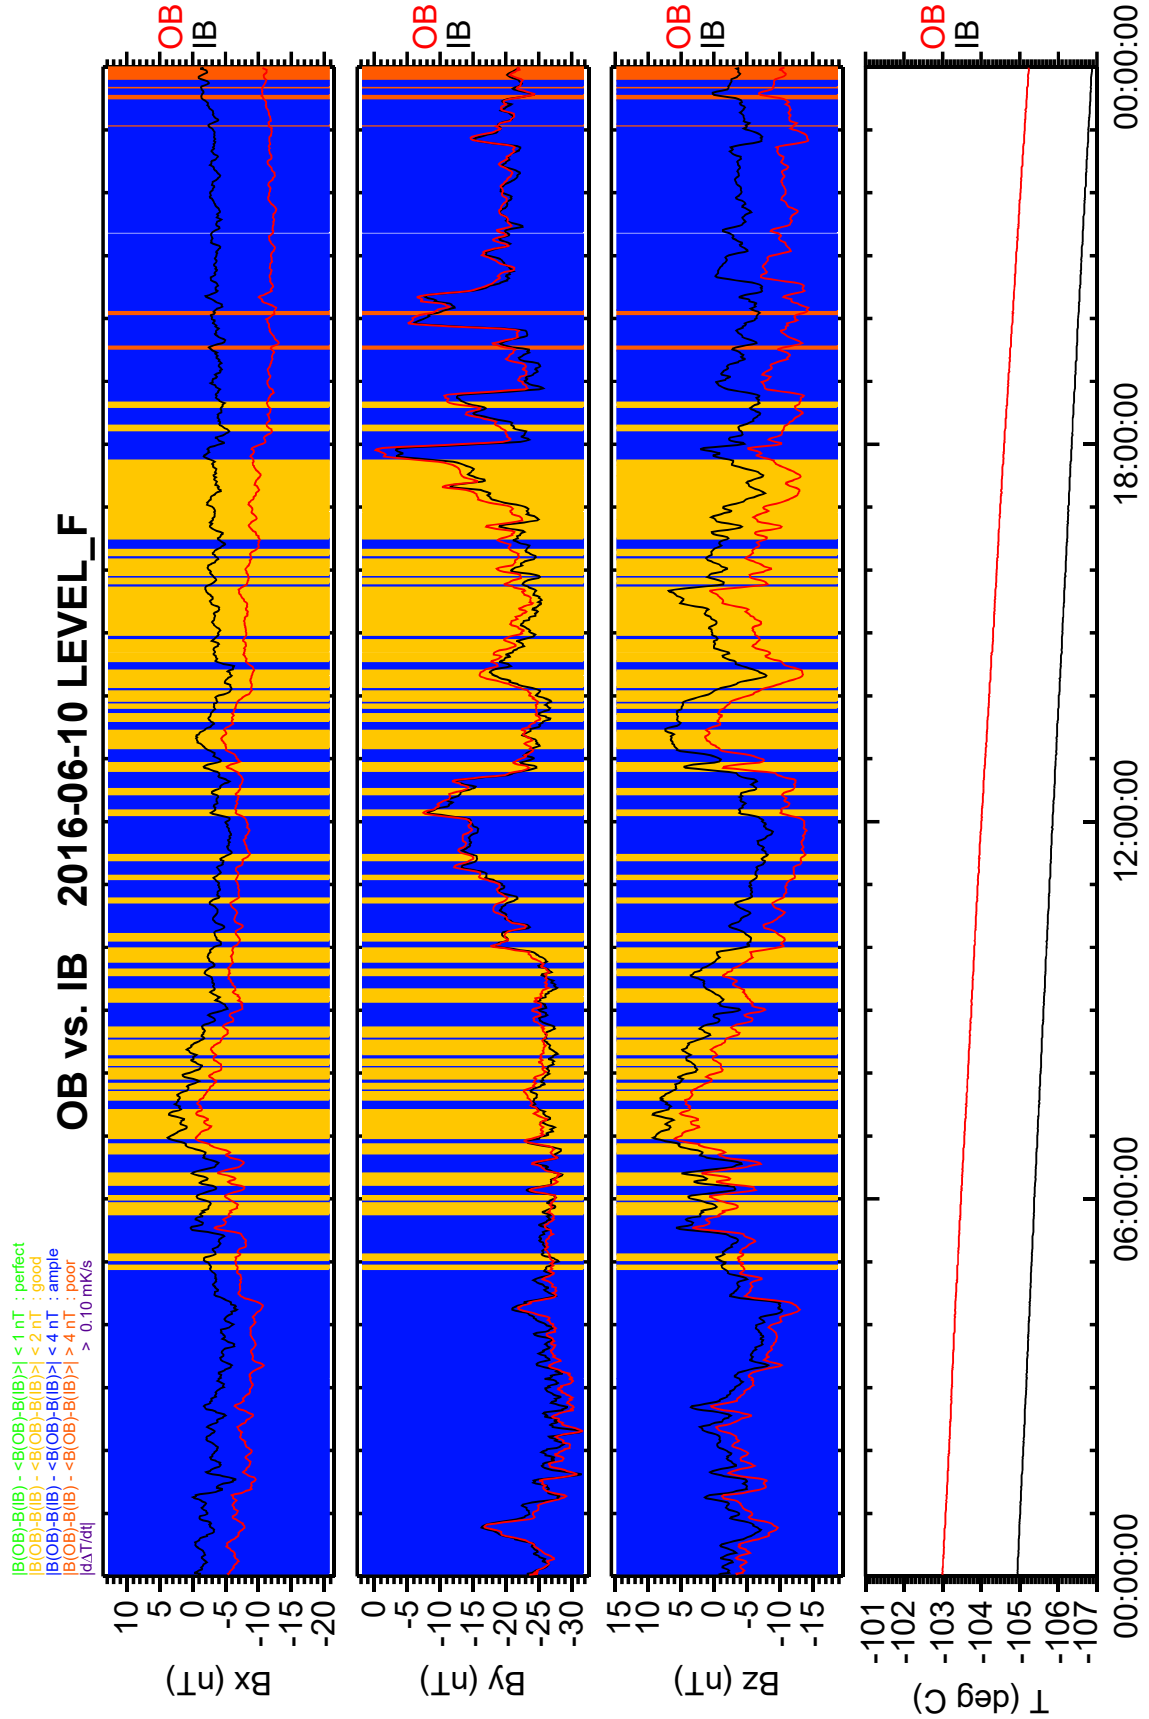 OB vs. IB 2016-06-10 LEVEL_F
|B(OB)-B(IB) - <B(OB)-B(IB)>| < 1 nT : perfect
|B(OB)-B(IB) - <B(OB)-B(IB)>| < 2 nT : good
|B(OB)-B(IB) - <B(OB)-B(IB)>| < 4 nT : ample
|B(OB)-B(IB) - <B(OB)-B(IB)>| > 4 nT : poor
|dΔT/dt| > 0.10 mK/s
Bx (nT)
10
5
0
-5
-10
-15
-20
OB
IB
By (nT)
0
-5
-10
-15
-20
-25
-30
OB
IB
Bz (nT)
15
10
5
0
-5
-10
-15
OB
IB
T (deg C)
-101
-102
-103
-104
-105
-106
-107
OB
IB
00:00:00
06:00:00
12:00:00
18:00:00
00:00:00